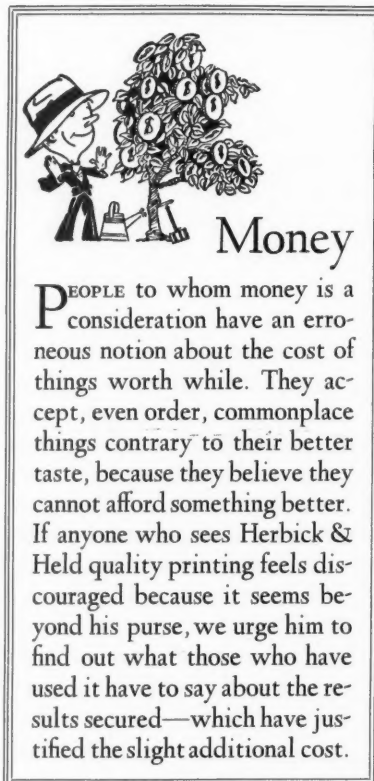 Money
PEOPLE to whom money is a
consideration have an erro-
neous notion about the cost of
things worth while. They ac-
cept, even order, commonplace
things contrary to their better
taste, because they believe they
cannot afford something better.
If anyone who sees Herbick &
Held quality printing feels dis-
couraged because it seems be-
yond his purse, we urge him to
find out what those who have
used it have to say about the re-
sults secured—which have jus-
tified the slight additional cost.